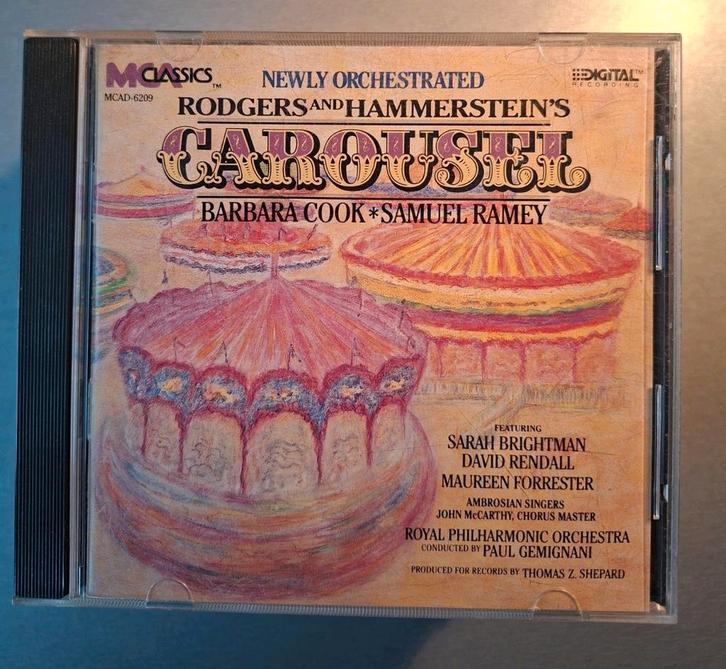 MCA CLASSICS™
MCAD-6209
NEWLY ORCHESTRATED
DIGITAL™
RECORDING
RODGERS AND HAMMERSTEIN'S
CAROUSEL
BARBARA COOK * SAMUEL RAMEY
FEATURING
SARAH BRIGHTMAN
DAVID RENDALL
MAUREEN FORRESTER
AMBROSIAN SINGERS
JOHN McCARTHY, CHORUS MASTER
ROYAL PHILHARMONIC ORCHESTRA
CONDUCTED BY PAUL GEMIGNANI
PRODUCED FOR RECORDS BY THOMAS Z. SHEPARD